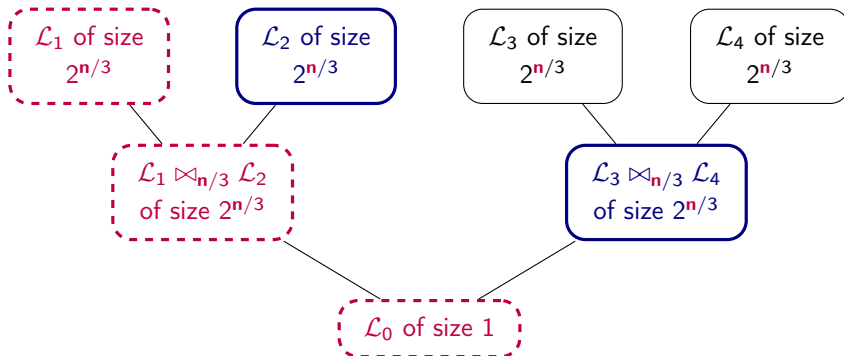 ℒ₁ of size
2^{n/3}
ℒ₂ of size
2^{n/3}
ℒ₃ of size
2^{n/3}
ℒ₄ of size
2^{n/3}
ℒ₁ ⋈_{n/3} ℒ₂
of size 2^{n/3}
ℒ₃ ⋈_{n/3} ℒ₄
of size 2^{n/3}
ℒ₀ of size 1